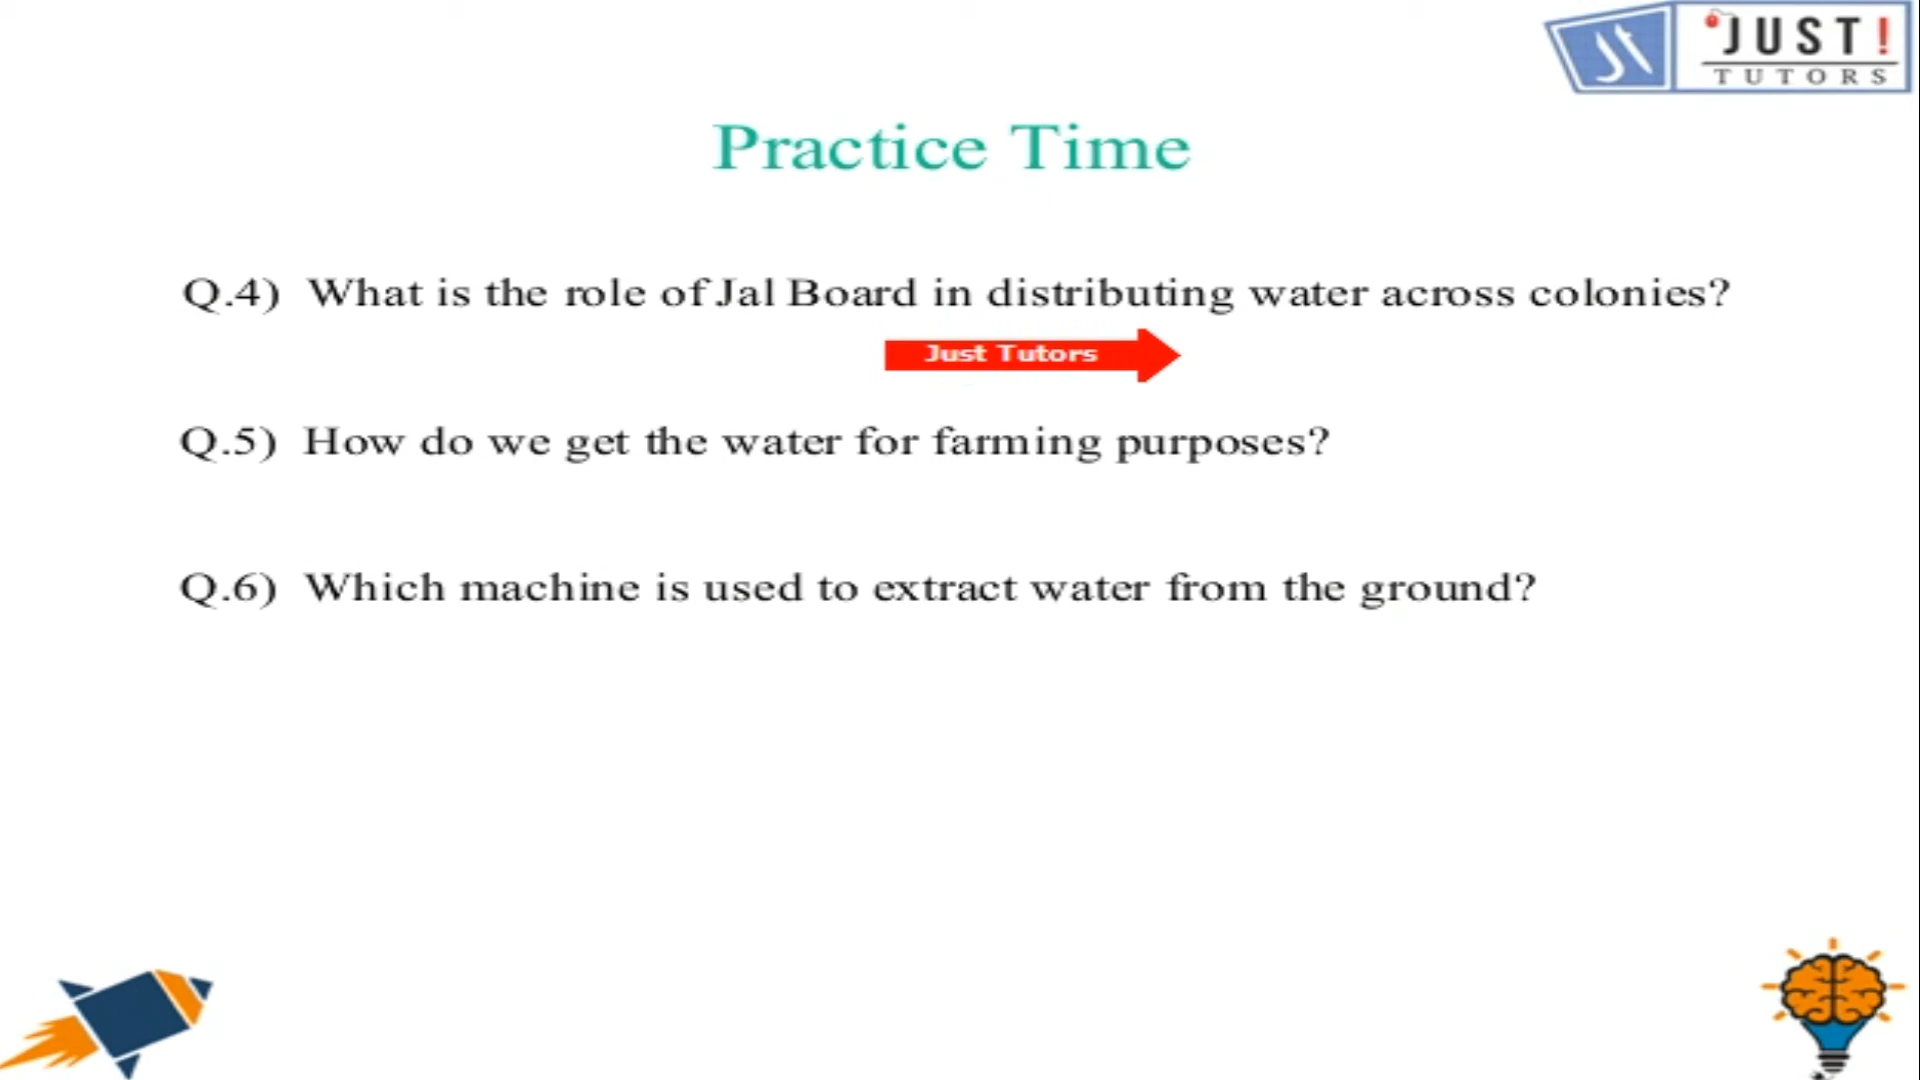 JUST!
TUTORS
Practice Time
Q.4) What is the role of Jal Board in distributing water across colonies?
Just Tutors
Q.5) How do we get the water for farming purposes?
Q.6) Which machine is used to extract water from the ground?